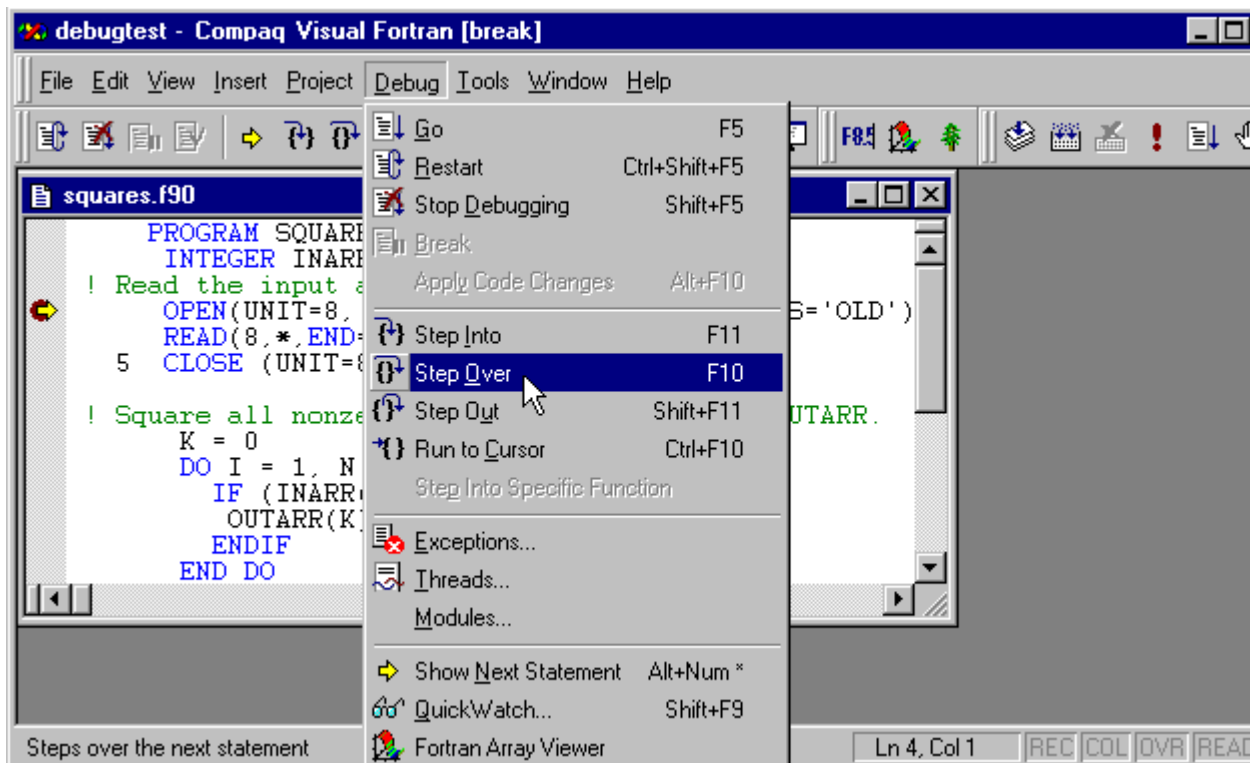 debugtest - Compaq Visual Fortran [break]
File Edit View Insert Project Debug Tools Window Help
Go F5
Restart Ctrl+Shift+F5
Stop Debugging Shift+F5
Break
Apply Code Changes Alt+F10
Step Into F11
Step Over F10
Step Out Shift+F11
Run to Cursor Ctrl+F10
Step Into Specific Function
Exceptions...
Threads...
Modules...
Show Next Statement Alt+Num *
QuickWatch... Shift+F9
Fortran Array Viewer
squares.f90
PROGRAM SQUAR
INTEGER INAR
! Read the input a
OPEN(UNIT=8, S='OLD')
READ(8,*,END=
5 CLOSE (UNIT=8
! Square all nonze UTARR.
K = 0
DO I = 1, N
IF (INARR(
OUTARR(K)
ENDIF
END DO
Steps over the next statement
Ln 4, Col 1 REC COL OVR READ